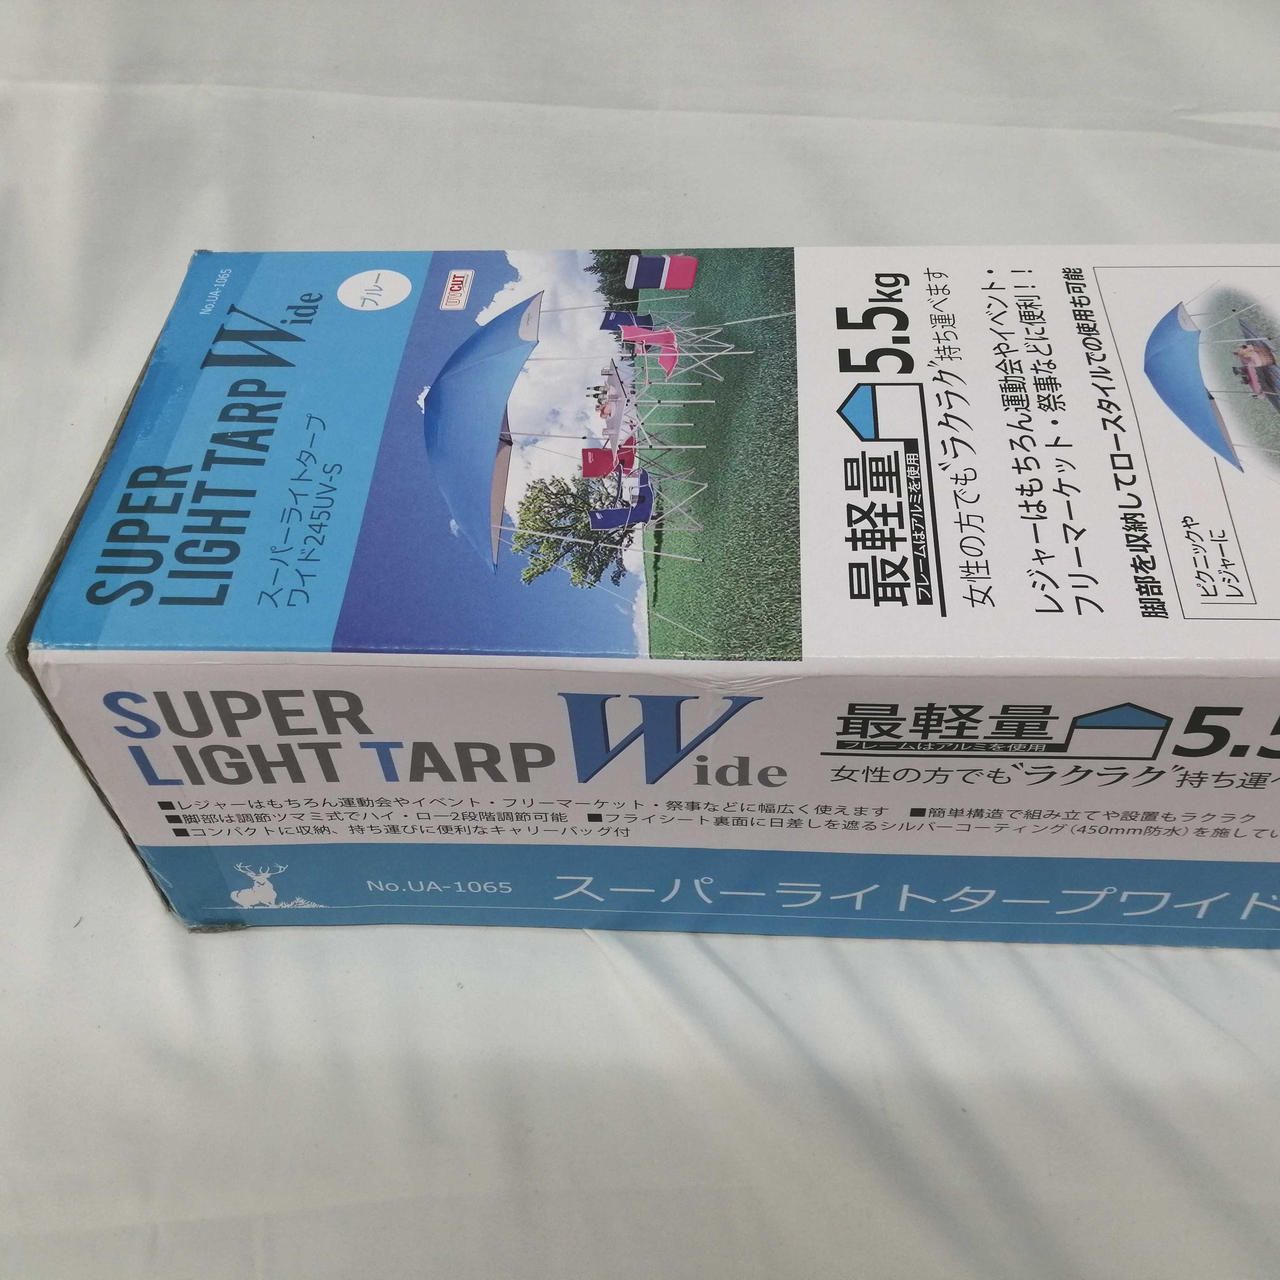 No.UA-1065
SUPER
LIGHT TARP Wide
スーパーライトタープ
ワイド245UV-S
ブルー
UV CUT
最軽量 5.5kg
フレームはアルミを使用
女性の方でも"ラクラク"持ち運べます
レジャーはもちろん運動会やイベント・
フリーマーケット・祭事などに便利！！
脚部を収納してロースタイルでの使用も可能
ピクニックや
レジャーに
SUPER
LIGHT TARP Wide
最軽量 5.5
フレームはアルミを使用
女性の方でも"ラクラク"持ち運べ
■レジャーはもちろん運動会やイベント・フリーマーケット・祭事などに幅広く使えます ■簡単構造で組み立てや設置もラクラク
■脚部は調節ツマミ式でハイ・ロー2段階調節可能 ■フライシート裏面に日差しを遮るシルバーコーティング(450mm防水)を施してい
■コンパクトに収納、持ち運びに便利なキャリーバッグ付
No.UA-1065 スーパーライトタープワイド